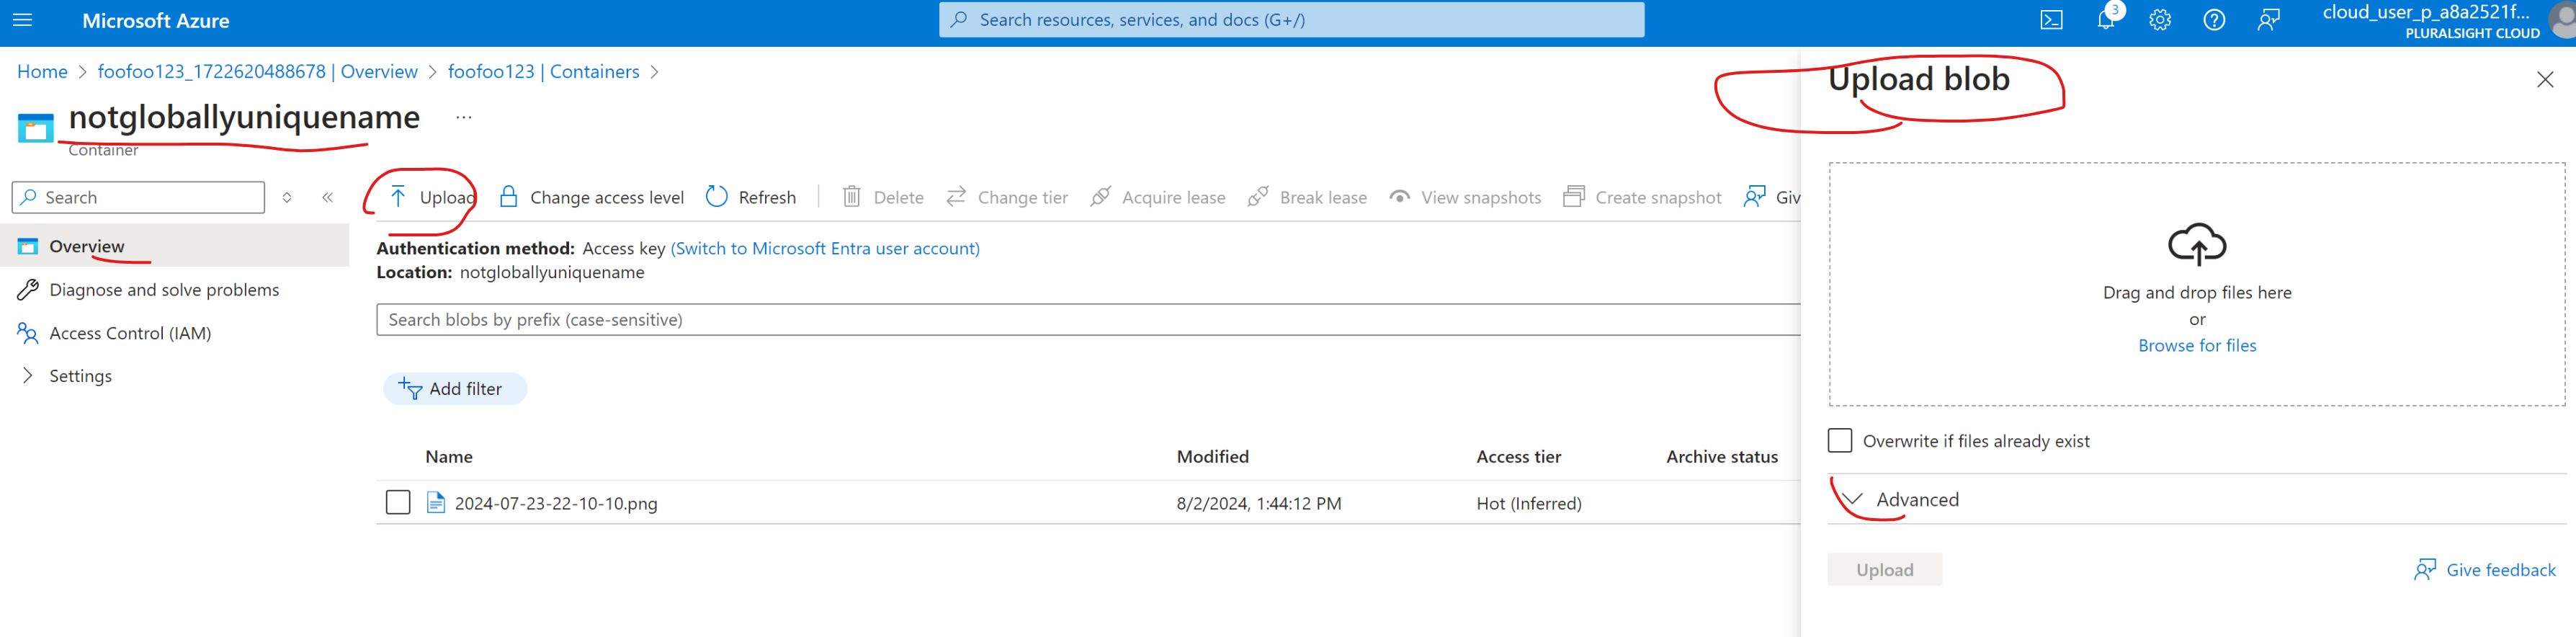 Microsoft Azure
Search resources, services, and docs (G+/)
3
cloud_user_p_a8a2521f...
PLURALSIGHT CLOUD
Home > foofoo123_1722620488678 | Overview > foofoo123 | Containers >
notgloballyuniquename ...
Container
Search
Overview
Diagnose and solve problems
Access Control (IAM)
Settings
Upload Change access level Refresh Delete Change tier Acquire lease Break lease View snapshots Create snapshot Giv
Authentication method: Access key (Switch to Microsoft Entra user account)
Location: notgloballyuniquename
Search blobs by prefix (case-sensitive)
Add filter
Name Modified Access tier Archive status
2024-07-23-22-10-10.png 8/2/2024, 1:44:12 PM Hot (Inferred)
Upload blob
Drag and drop files here
or
Browse for files
Overwrite if files already exist
Advanced
Upload Give feedback